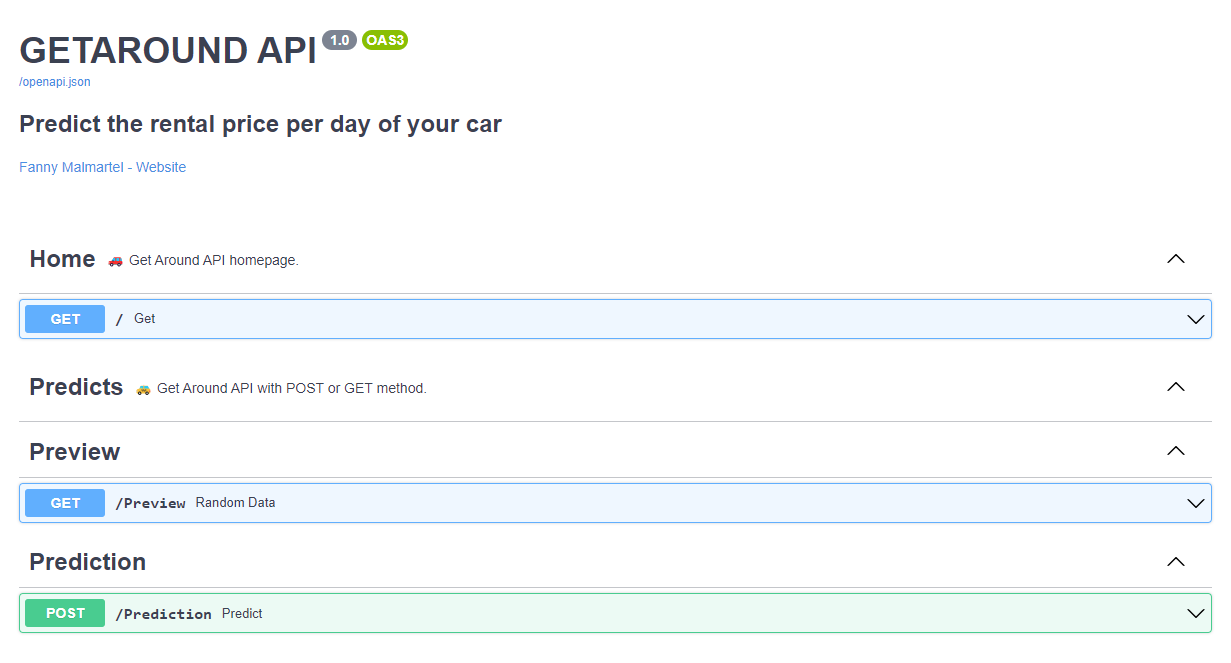 GETAROUND API 1.0 OAS3
/openapi.json
Predict the rental price per day of your car
Fanny Malmartel - Website
Home Get Around API homepage.
GET / Get
Predicts Get Around API with POST or GET method.
Preview
GET /Preview Random Data
Prediction
POST /Prediction Predict